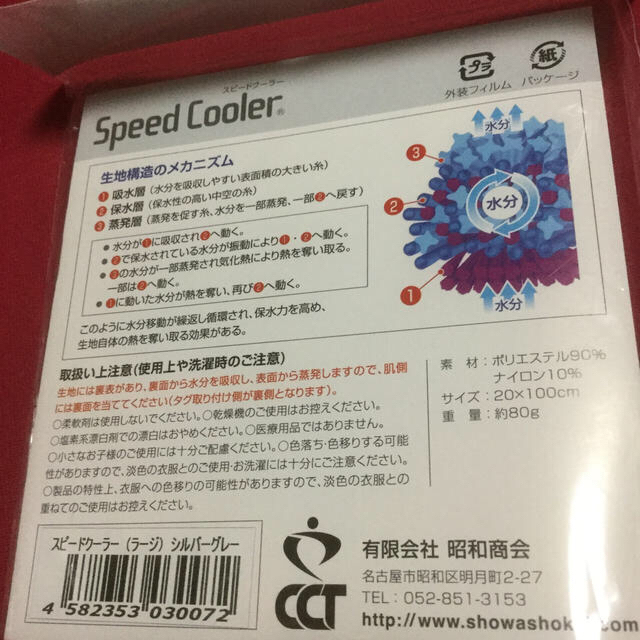 スピードクーラー
Speed Cooler®
プラ
外装フィルム
紙
パッケージ
生地構造のメカニズム
1 吸水層(水分を吸収しやすい表面積の大きい糸)
2 保水層(保水性の高い中空の糸)
3 蒸発層(蒸発を促す糸、水分を一部蒸発、一部2へ戻す)
● 水分が1に吸収され2へ動く。
● 2で保水されている水分が振動により1・2へ動く。
● 3の水分が一部蒸発され気化熱により熱を奪い取る。
一部は2へ動く。
● 1に動いた水分が熱を奪い、再び2へ動く。
このように水分移動が繰返し循環され、保水力を高め、
生地自体の熱を奪い取る効果がある。
水分
3
2
水分
1
水分
取扱い上注意(使用上や洗濯時のご注意)
生地には裏表があり、裏面から水分を吸収し、表面から蒸発しますので、肌側
には裏面を当ててください(タグ取り付け側が裏側となります)。
○柔軟剤は使用しないでください。○乾燥機のご使用はお控えください。
○塩素系漂白剤での漂白はおやめください。○医療用品ではありません。
○小さなお子様のご使用には十分ご配慮ください。○色落ち・色移りする可能
性がありますので、淡色の衣服とのご使用・お洗濯には十分にご注意ください。
○製品の特性上、衣服への色移りの可能性がありますので、淡色の衣服との
重ねてのご使用はお控えください。
素 材:ポリエステル90%
ナイロン10%
サイズ:20×100cm
重 量:約80g
スピードクーラー(ラージ)シルバーグレー
4 582353 030072
CCT
有限会社 昭和商会
名古屋市昭和区明月町2-27
TEL:052-851-3153
http://www.showashok
.com